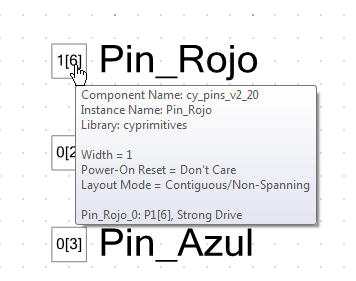 1[6] Pin_Rojo
Component Name: cy_pins_v2_20
Instance Name: Pin_Rojo
Library: cyprimitives
Width = 1
Power-On Reset = Don't Care
Layout Mode = Contiguous/Non-Spanning
Pin_Rojo_0: P1[6], Strong Drive
0[2
0[3] Pin_Azul